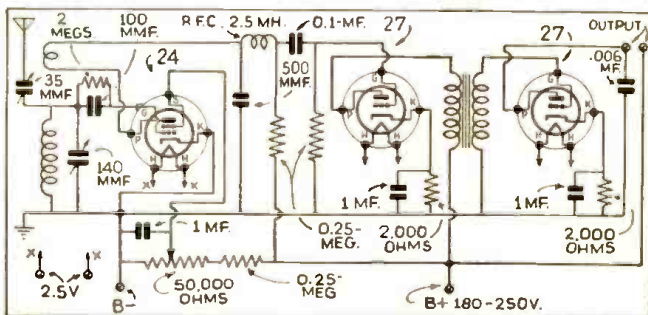 2 MEGS.
100 MMF.
35 MMF
24
R.F.C. 2.5 MH.
0.1-MF.
500 MMF.
27
27
OUTPUT
.006 MF.
G
G
P
K
H
H
X
X
G
P
K
H
H
G
P
K
H
H
140 MMF.
1 MF.
1 MF.
0.25-MEG.
2,000 OHMS
1 MF.
2,000 OHMS
X
X
2.5V
B-
50,000 OHMS
0.25-MEG
B+ 180-250V.